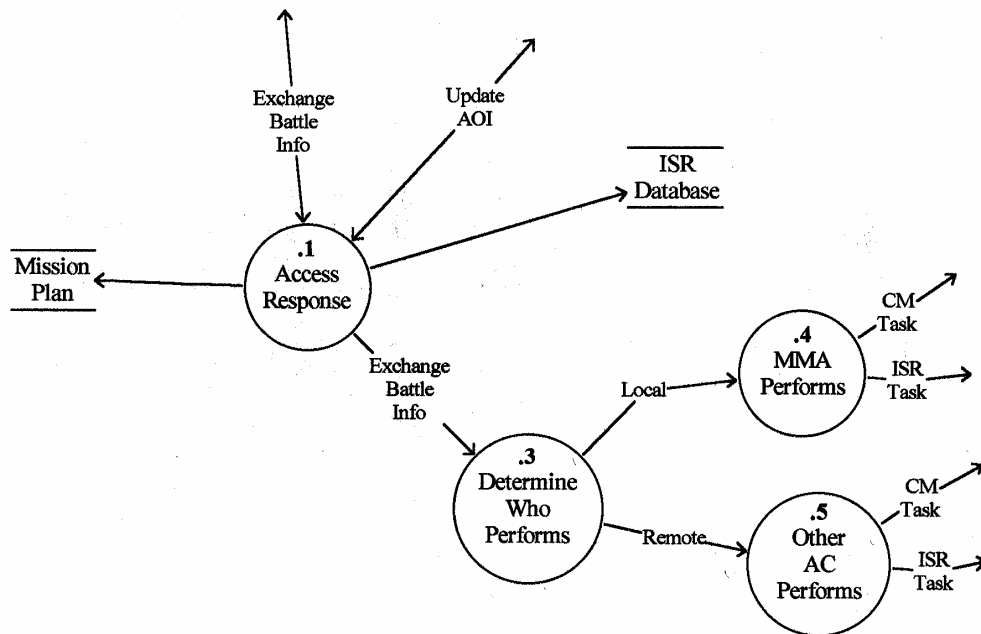 Exchange
Battle
Info
Update
AOI
ISR
Database
Mission
Plan
.1
Access
Response
Exchange
Battle
Info
Local
.4
MMA
Performs
CM
Task
ISR
Task
.3
Determine
Who
Performs
Remote
.5
Other
AC
Performs
CM
Task
ISR
Task